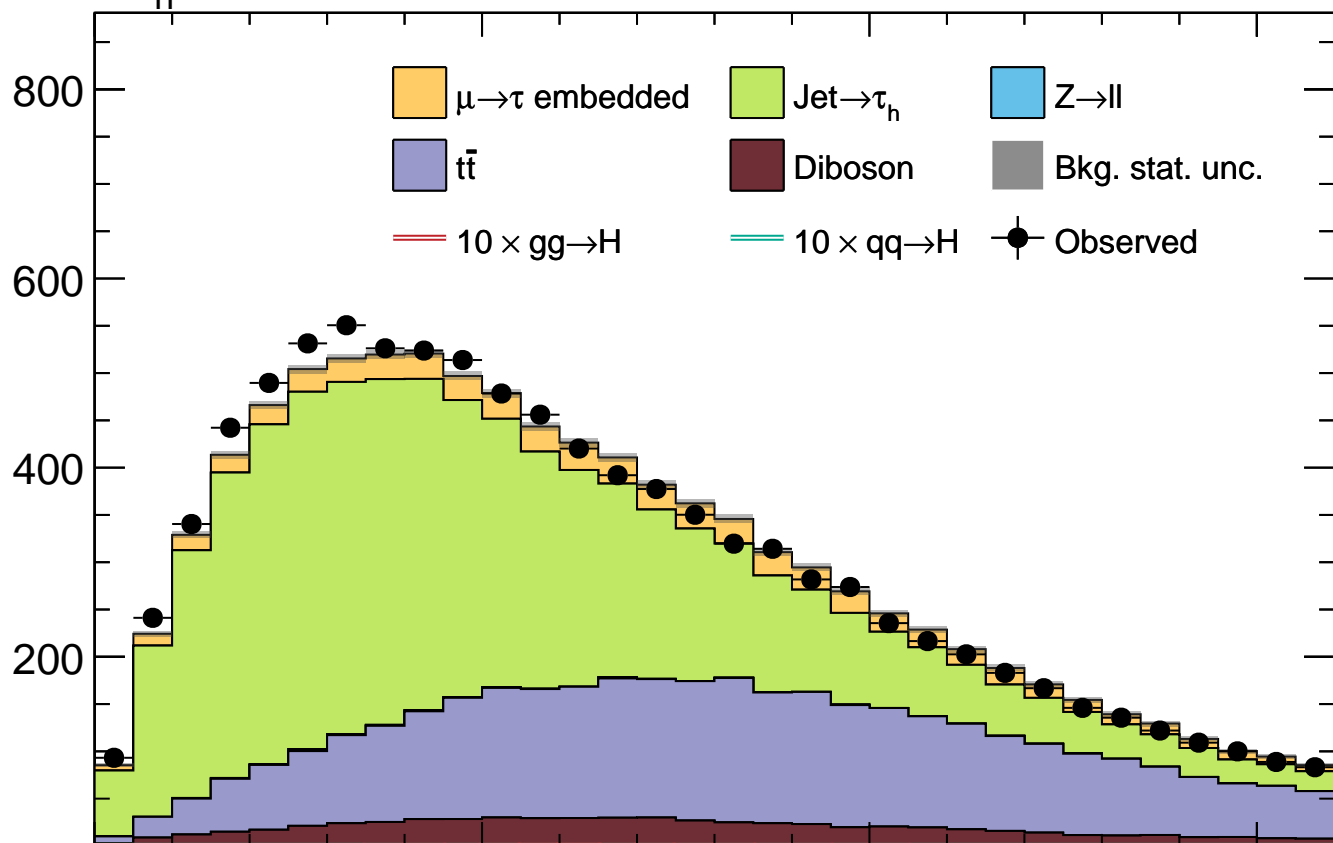 800
μ→τ embedded
Jet→τh
Z→ll
tt̄
Diboson
Bkg. stat. unc.
10 × gg→H
10 × qq→H
Observed
600
400
200